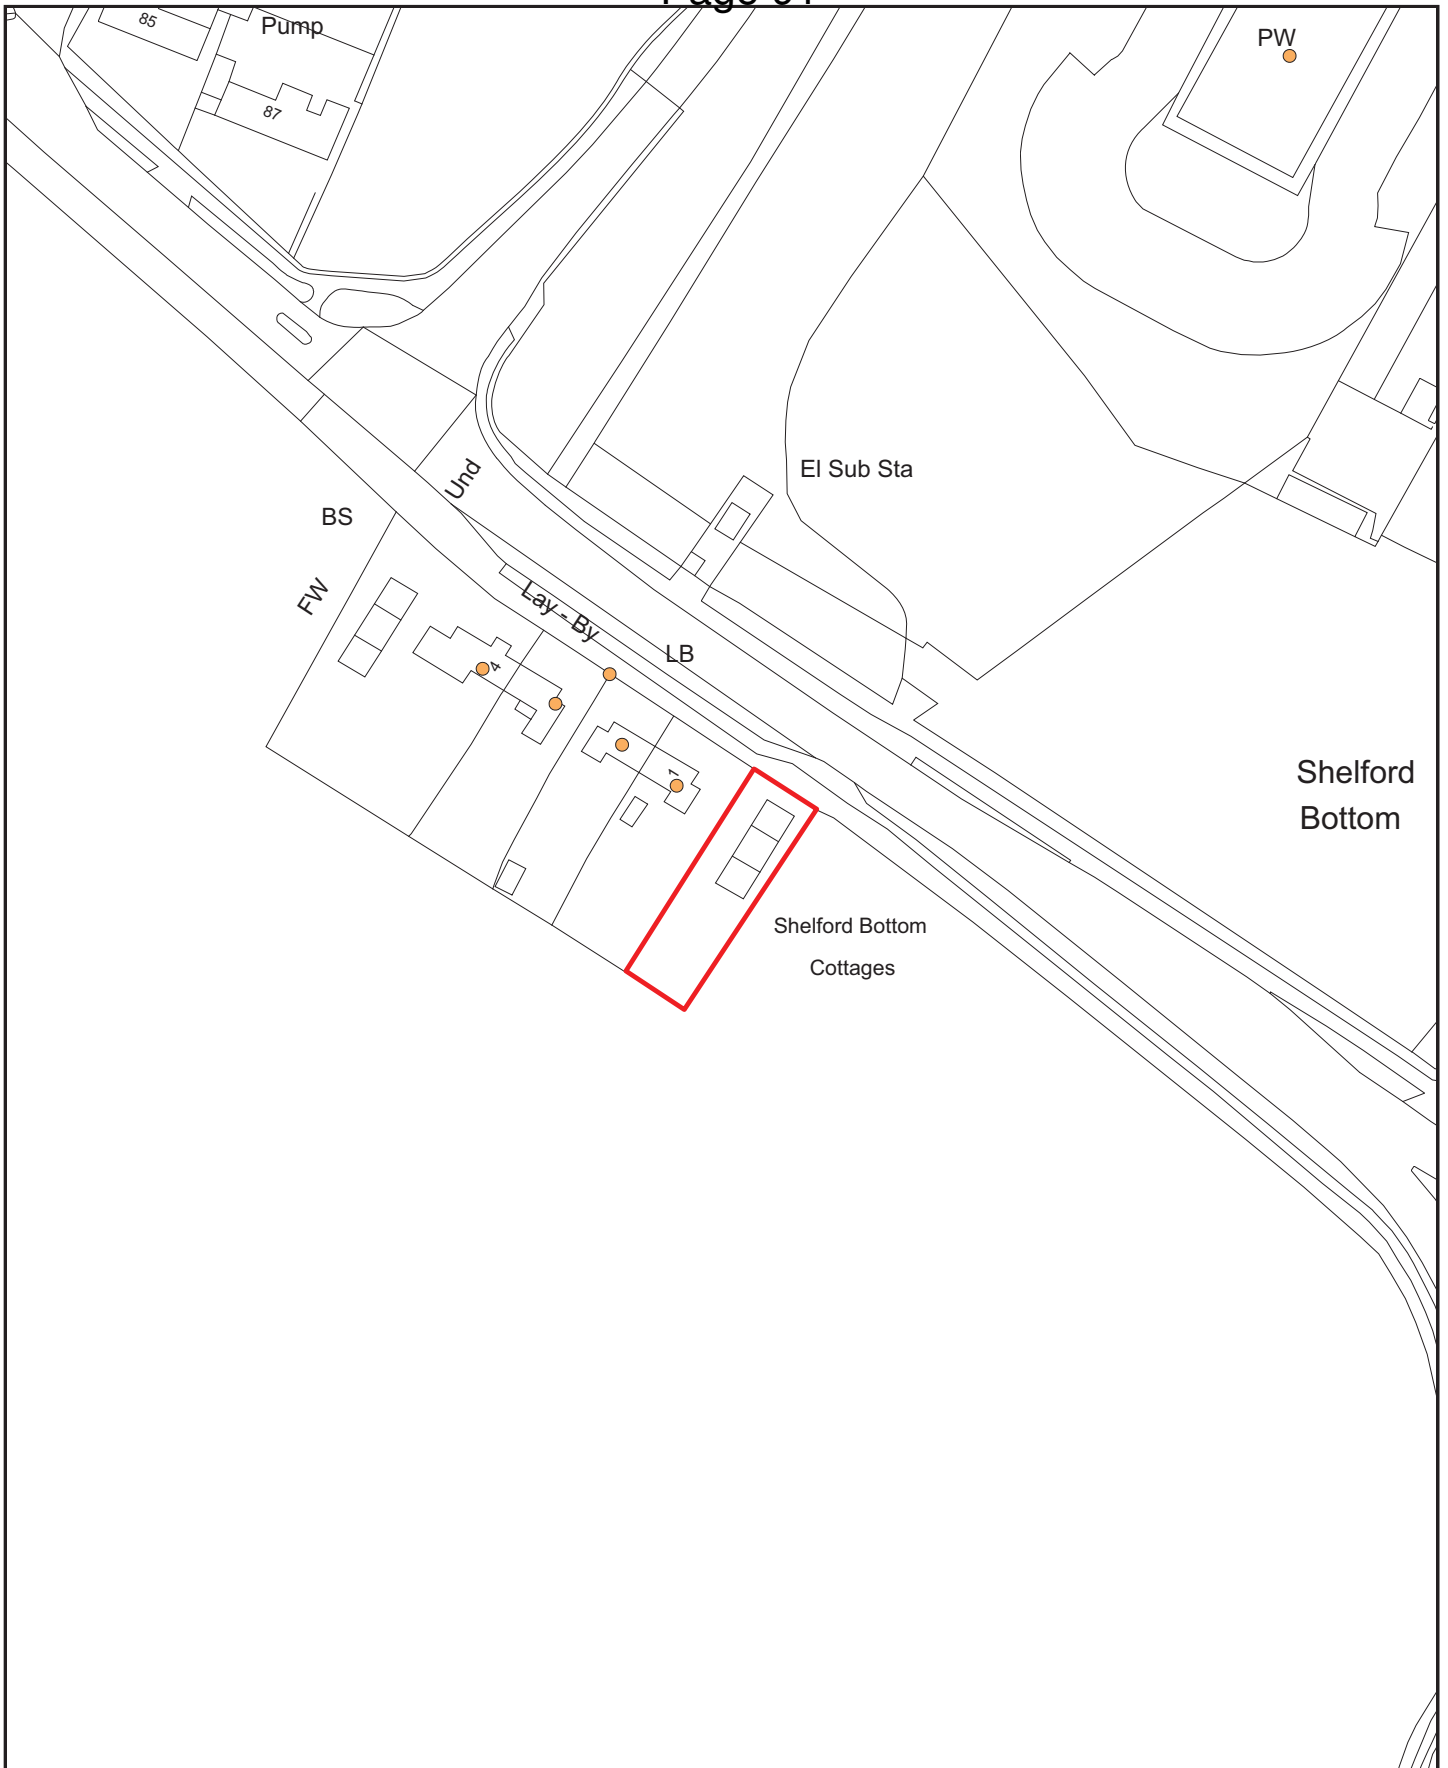 85
Pump
PW
87
El Sub Sta
Und
BS
FW
Lay - By
LB
4
1
Shelford
Bottom
Shelford Bottom
Cottages